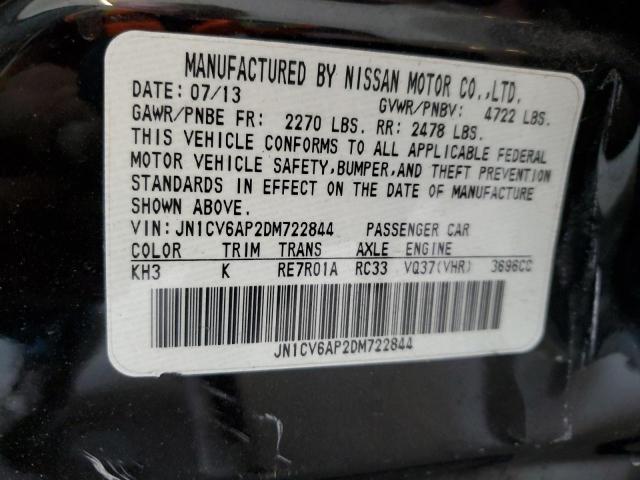 MANUFACTURED BY NISSAN MOTOR CO.,LTD.
DATE: 07/13 GVWR/PNBV: 4722 LBS.
GAWR/PNBE FR: 2270 LBS. RR: 2478 LBS.
THIS VEHICLE CONFORMS TO ALL APPLICABLE FEDERAL
MOTOR VEHICLE SAFETY,BUMPER,AND THEFT PREVENTION
STANDARDS IN EFFECT ON THE DATE OF MANUFACTURE
SHOWN ABOVE.
VIN:JN1CV6AP2DM722844 PASSENGER CAR
COLOR TRIM TRANS AXLE ENGINE
KH3 K RE7R01A RC33 VQ37(VHR) 3696CC
JN1CV6AP2DM722844